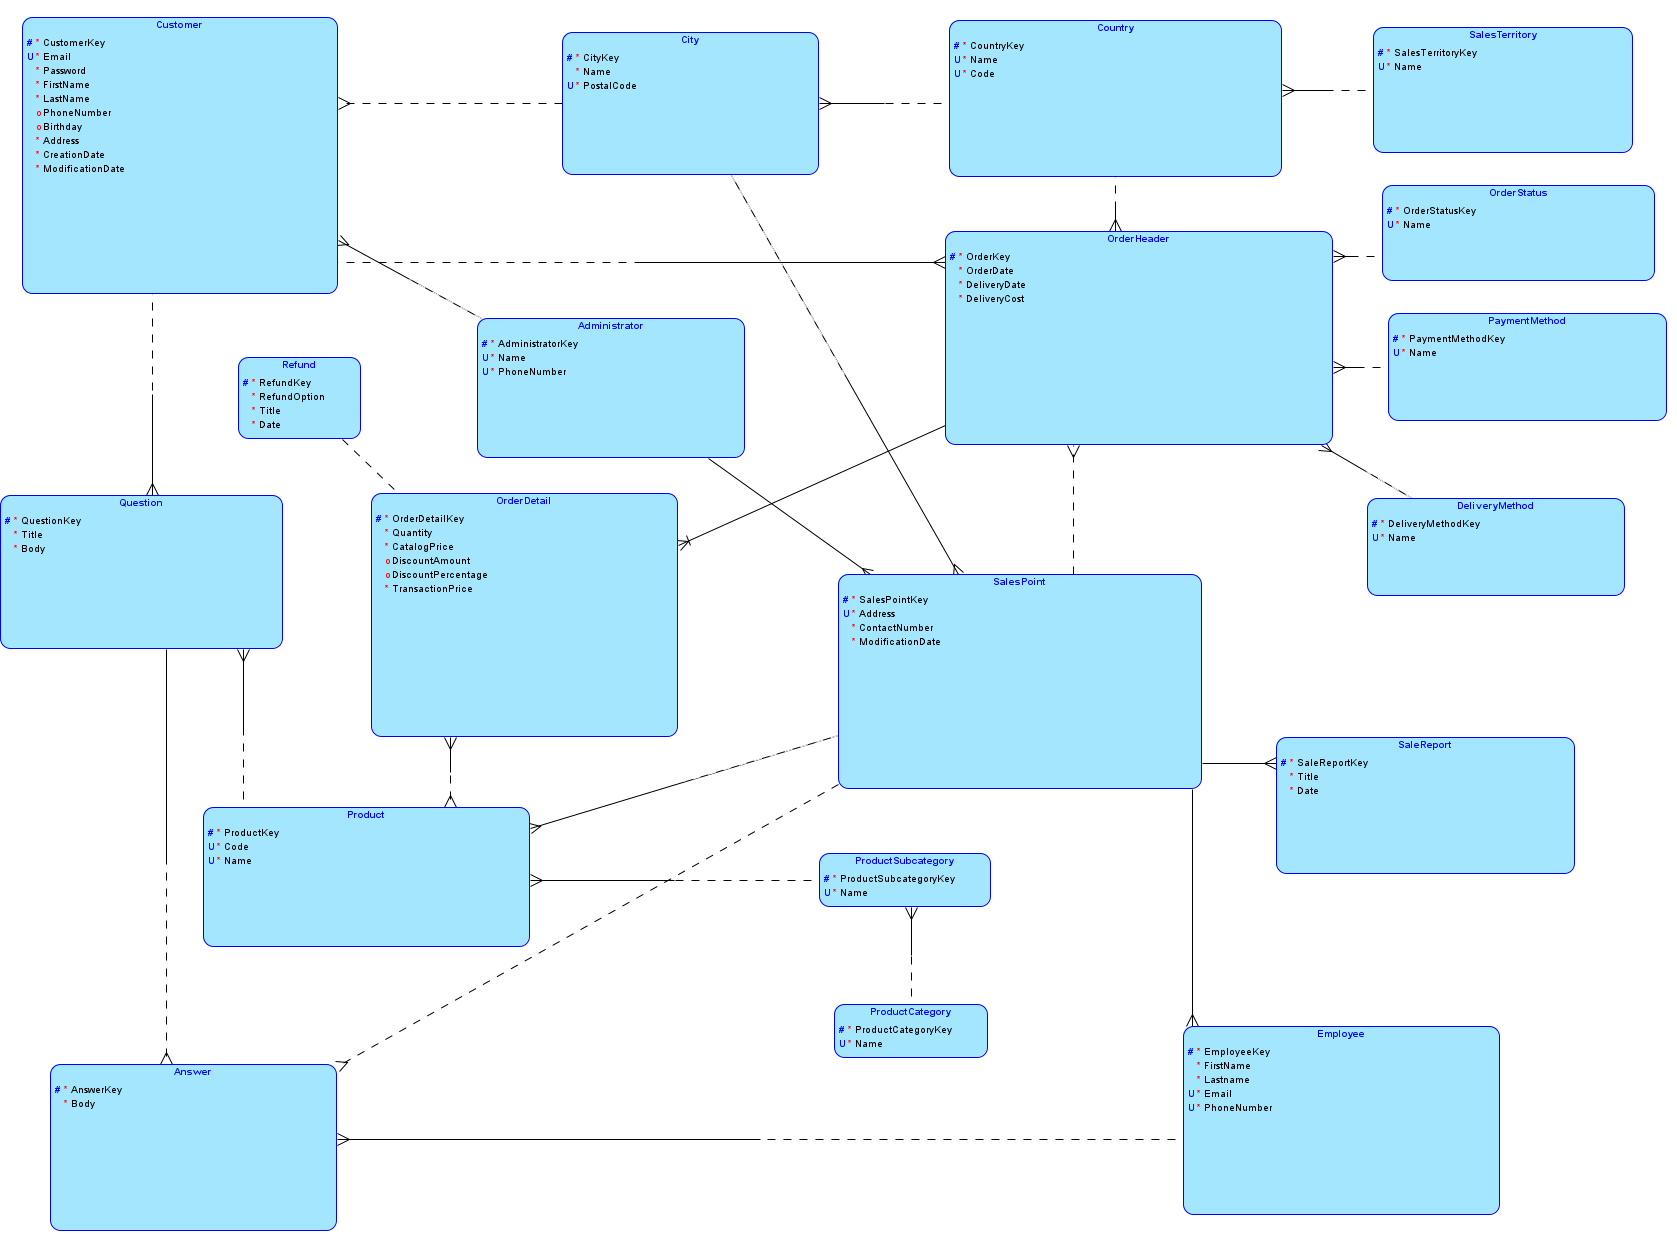 Customer
# * CustomerKey
U * Email
* Password
* FirstName
* LastName
o PhoneNumber
o Birthday
* Address
* CreationDate
* ModificationDate
City
# * CityKey
* Name
U * PostalCode
Country
# * CountryKey
U * Name
U * Code
SalesTerritory
# * SalesTerritoryKey
U * Name
OrderStatus
# * OrderStatusKey
U * Name
OrderHeader
# * OrderKey
* OrderDate
* DeliveryDate
* DeliveryCost
PaymentMethod
# * PaymentMethodKey
U * Name
Administrator
# * AdministratorKey
U * Name
U * PhoneNumber
Refund
# * RefundKey
* RefundOption
* Title
* Date
Question
# * QuestionKey
* Title
* Body
OrderDetail
# * OrderDetailKey
* Quantity
* CatalogPrice
o DiscountAmount
o DiscountPercentage
* TransactionPrice
DeliveryMethod
# * DeliveryMethodKey
U * Name
SalesPoint
# * SalesPointKey
U * Address
* ContactNumber
* ModificationDate
SaleReport
# * SaleReportKey
* Title
* Date
Product
# * ProductKey
U * Code
U * Name
ProductSubcategory
# * ProductSubcategoryKey
U * Name
ProductCategory
# * ProductCategoryKey
U * Name
Employee
# * EmployeeKey
* FirstName
* Lastname
U * Email
U * PhoneNumber
Answer
# * AnswerKey
* Body